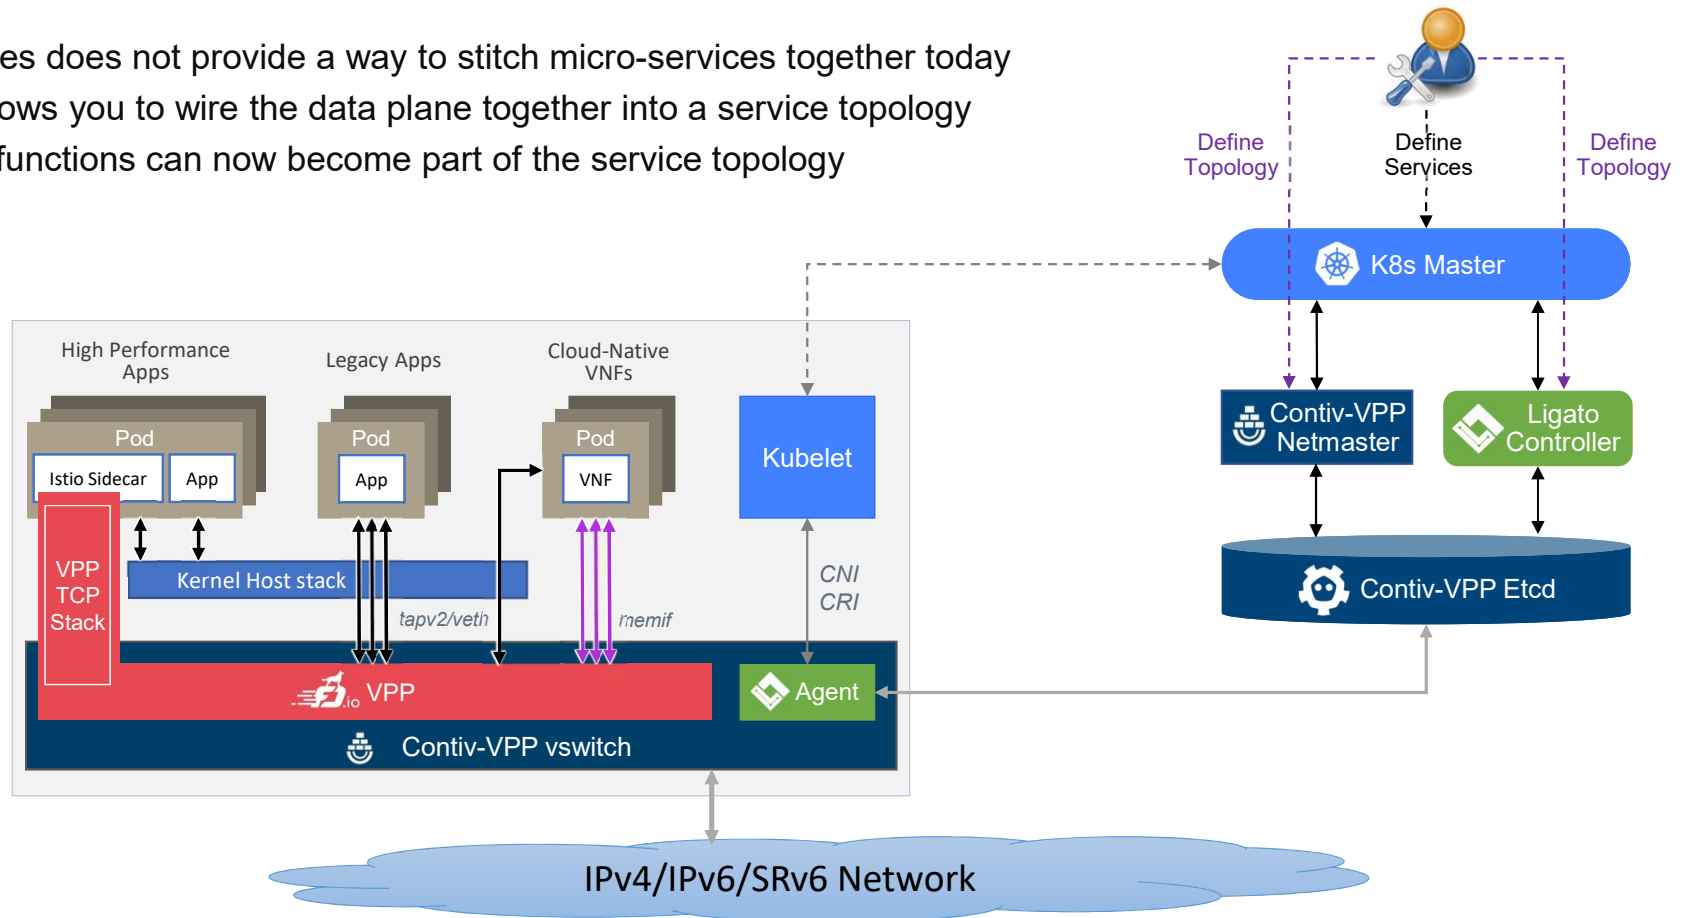 es does not provide a way to stitch micro-services together today
ows you to wire the data plane together into a service topology
functions can now become part of the service topology
Define
Topology
Define
Services
Define
Topology
K8s Master
High Performance
Apps
Legacy Apps
Cloud-Native
VNFs
Pod
Istio Sidecar
App
Pod
App
Pod
VNF
Kubelet
Contiv-VPP
Netmaster
Ligato
Controller
VPP
TCP
Stack
Kernel Host stack
tapv2/veth
memif
CNI
CRI
Contiv-VPP Etcd
.io VPP
Agent
Contiv-VPP vswitch
IPv4/IPv6/SRv6 Network